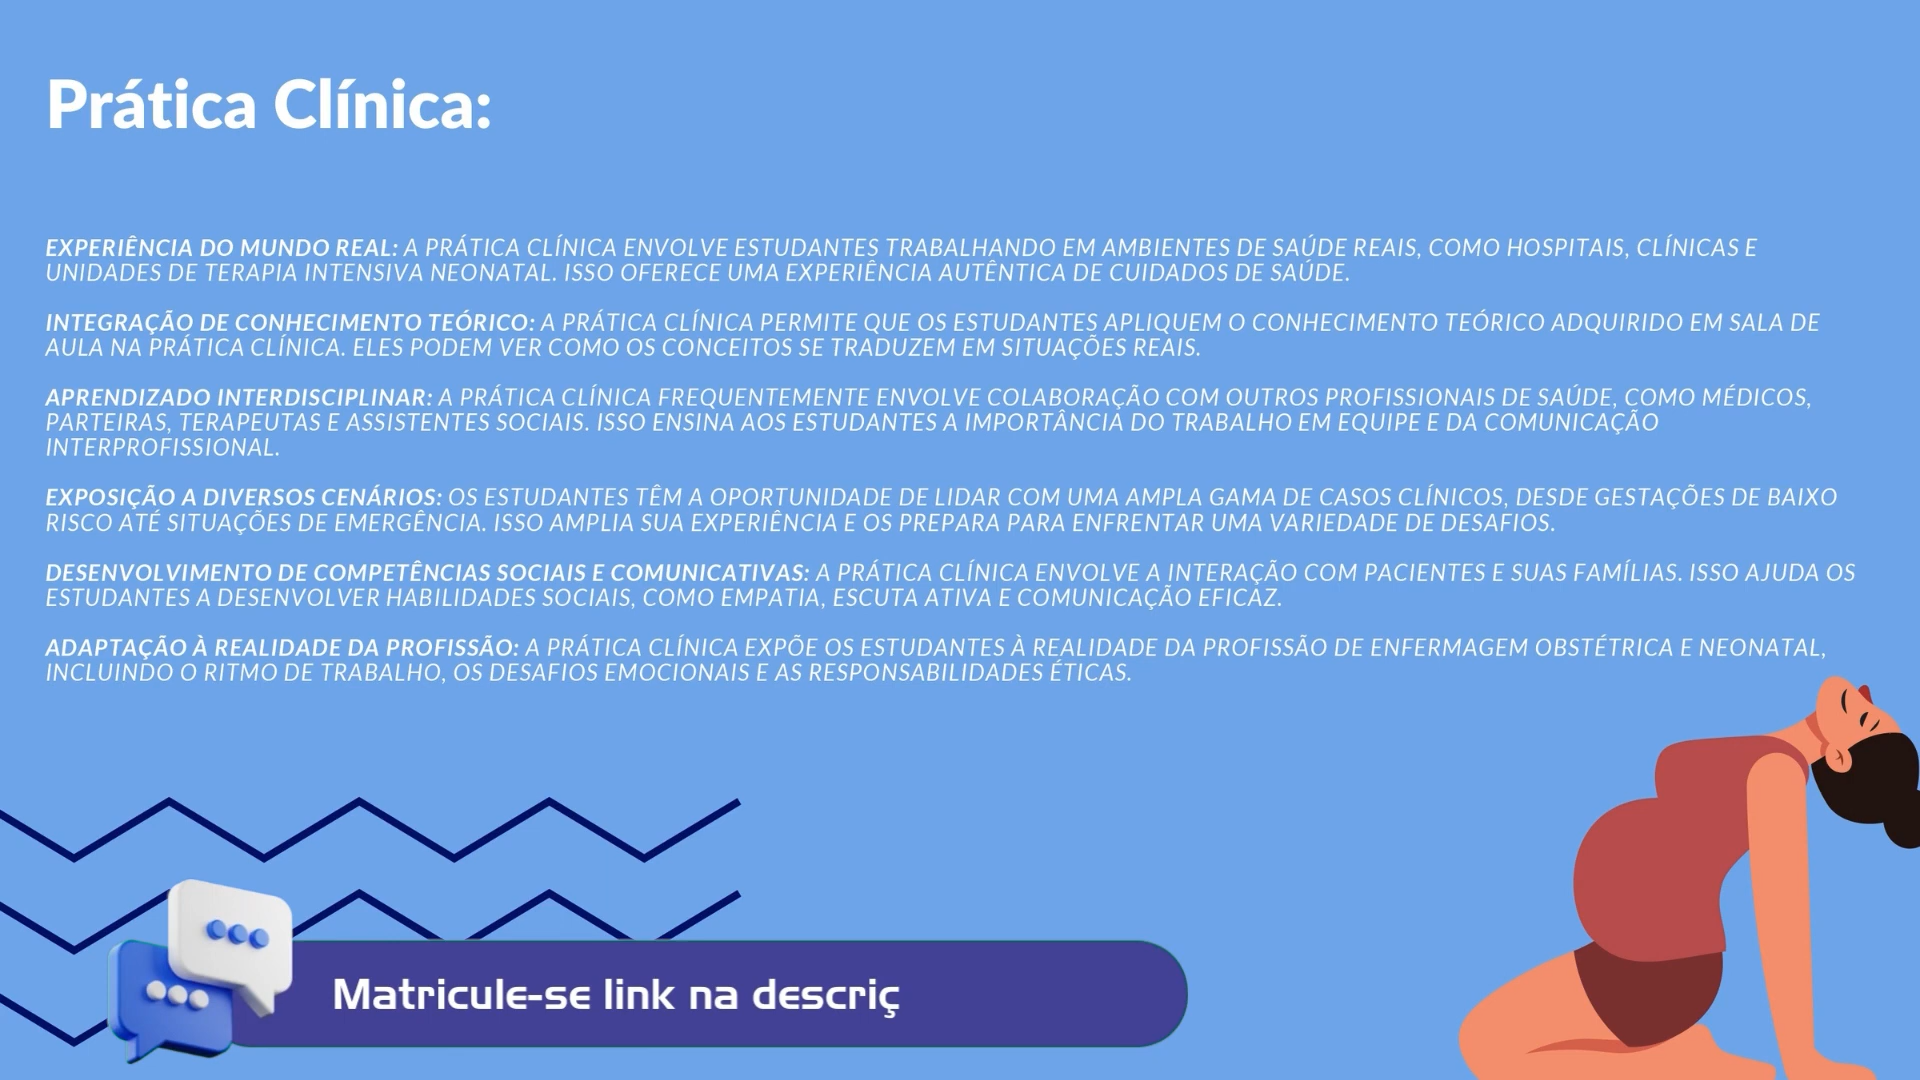 Prática Clínica:
EXPERIÊNCIA DO MUNDO REAL: A PRÁTICA CLÍNICA ENVOLVE ESTUDANTES TRABALHANDO EM AMBIENTES DE SAÚDE REAIS, COMO HOSPITAIS, CLÍNICAS E
UNIDADES DE TERAPIA INTENSIVA NEONATAL. ISSO OFERECE UMA EXPERIÊNCIA AUTÊNTICA DE CUIDADOS DE SAÚDE.
INTEGRAÇÃO DE CONHECIMENTO TEÓRICO: A PRÁTICA CLÍNICA PERMITE QUE OS ESTUDANTES APLIQUEM O CONHECIMENTO TEÓRICO ADQUIRIDO EM SALA DE
AULA NA PRÁTICA CLÍNICA. ELES PODEM VER COMO OS CONCEITOS SE TRADUZEM EM SITUAÇÕES REAIS.
APRENDIZADO INTERDISCIPLINAR: A PRÁTICA CLÍNICA FREQUENTEMENTE ENVOLVE COLABORAÇÃO COM OUTROS PROFISSIONAIS DE SAÚDE, COMO MÉDICOS,
PARTEIRAS, TERAPEUTAS E ASSISTENTES SOCIAIS. ISSO ENSINA AOS ESTUDANTES A IMPORTÂNCIA DO TRABALHO EM EQUIPE E DA COMUNICAÇÃO
INTERPROFISSIONAL.
EXPOSIÇÃO A DIVERSOS CENÁRIOS: OS ESTUDANTES TÊM A OPORTUNIDADE DE LIDAR COM UMA AMPLA GAMA DE CASOS CLÍNICOS, DESDE GESTAÇÕES DE BAIXO
RISCO ATÉ SITUAÇÕES DE EMERGÊNCIA. ISSO AMPLIA SUA EXPERIÊNCIA E OS PREPARA PARA ENFRENTAR UMA VARIEDADE DE DESAFIOS.
DESENVOLVIMENTO DE COMPETÊNCIAS SOCIAIS E COMUNICATIVAS: A PRÁTICA CLÍNICA ENVOLVE A INTERAÇÃO COM PACIENTES E SUAS FAMÍLIAS. ISSO AJUDA OS
ESTUDANTES A DESENVOLVER HABILIDADES SOCIAIS, COMO EMPATIA, ESCUTA ATIVA E COMUNICAÇÃO EFICAZ.
ADAPTAÇÃO À REALIDADE DA PROFISSÃO: A PRÁTICA CLÍNICA EXPÕE OS ESTUDANTES À REALIDADE DA PROFISSÃO DE ENFERMAGEM OBSTÉTRICA E NEONATAL,
INCLUINDO O RITMO DE TRABALHO, OS DESAFIOS EMOCIONAIS E AS RESPONSABILIDADES ÉTICAS.
Matricule-se link na descriç